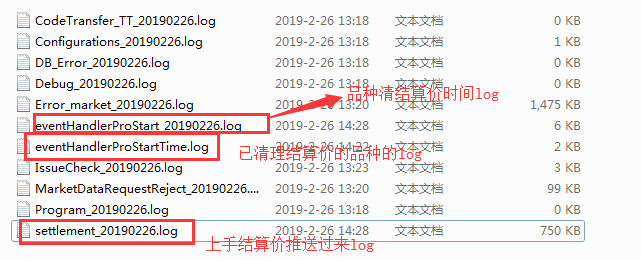 CodeTransfer_TT_20190226.log 2019-2-26 13:18 文本文档 0 KB
Configurations_20190226.log 2019-2-26 13:18 文本文档 1 KB
DB_Error_20190226.log 2019-2-26 13:18 文本文档 0 KB
Debug_20190226.log 2019-2-26 13:18 文本文档 0 KB
Error_market_20190226.log 2019-2-26 13:20 文本文档 1,475 KB
品种清结算价时间log
eventHandlerProStart_20190226.log 2019-2-26 14:28 文本文档 6 KB
eventHandlerProStartTime.log 2019-2-26 14:22 文本文档 2 KB
已清理结算价的品种的log
IssueCheck_20190226.log 2019-2-26 13:23 文本文档 3 KB
MarketDataRequestReject_20190226.... 2019-2-26 13:20 文本文档 99 KB
Program_20190226.log 2019-2-26 13:18 文本文档 0 KB
settlement_20190226.log 2019-2-26 14:28 文本文档 750 KB
上手结算价推送过来log